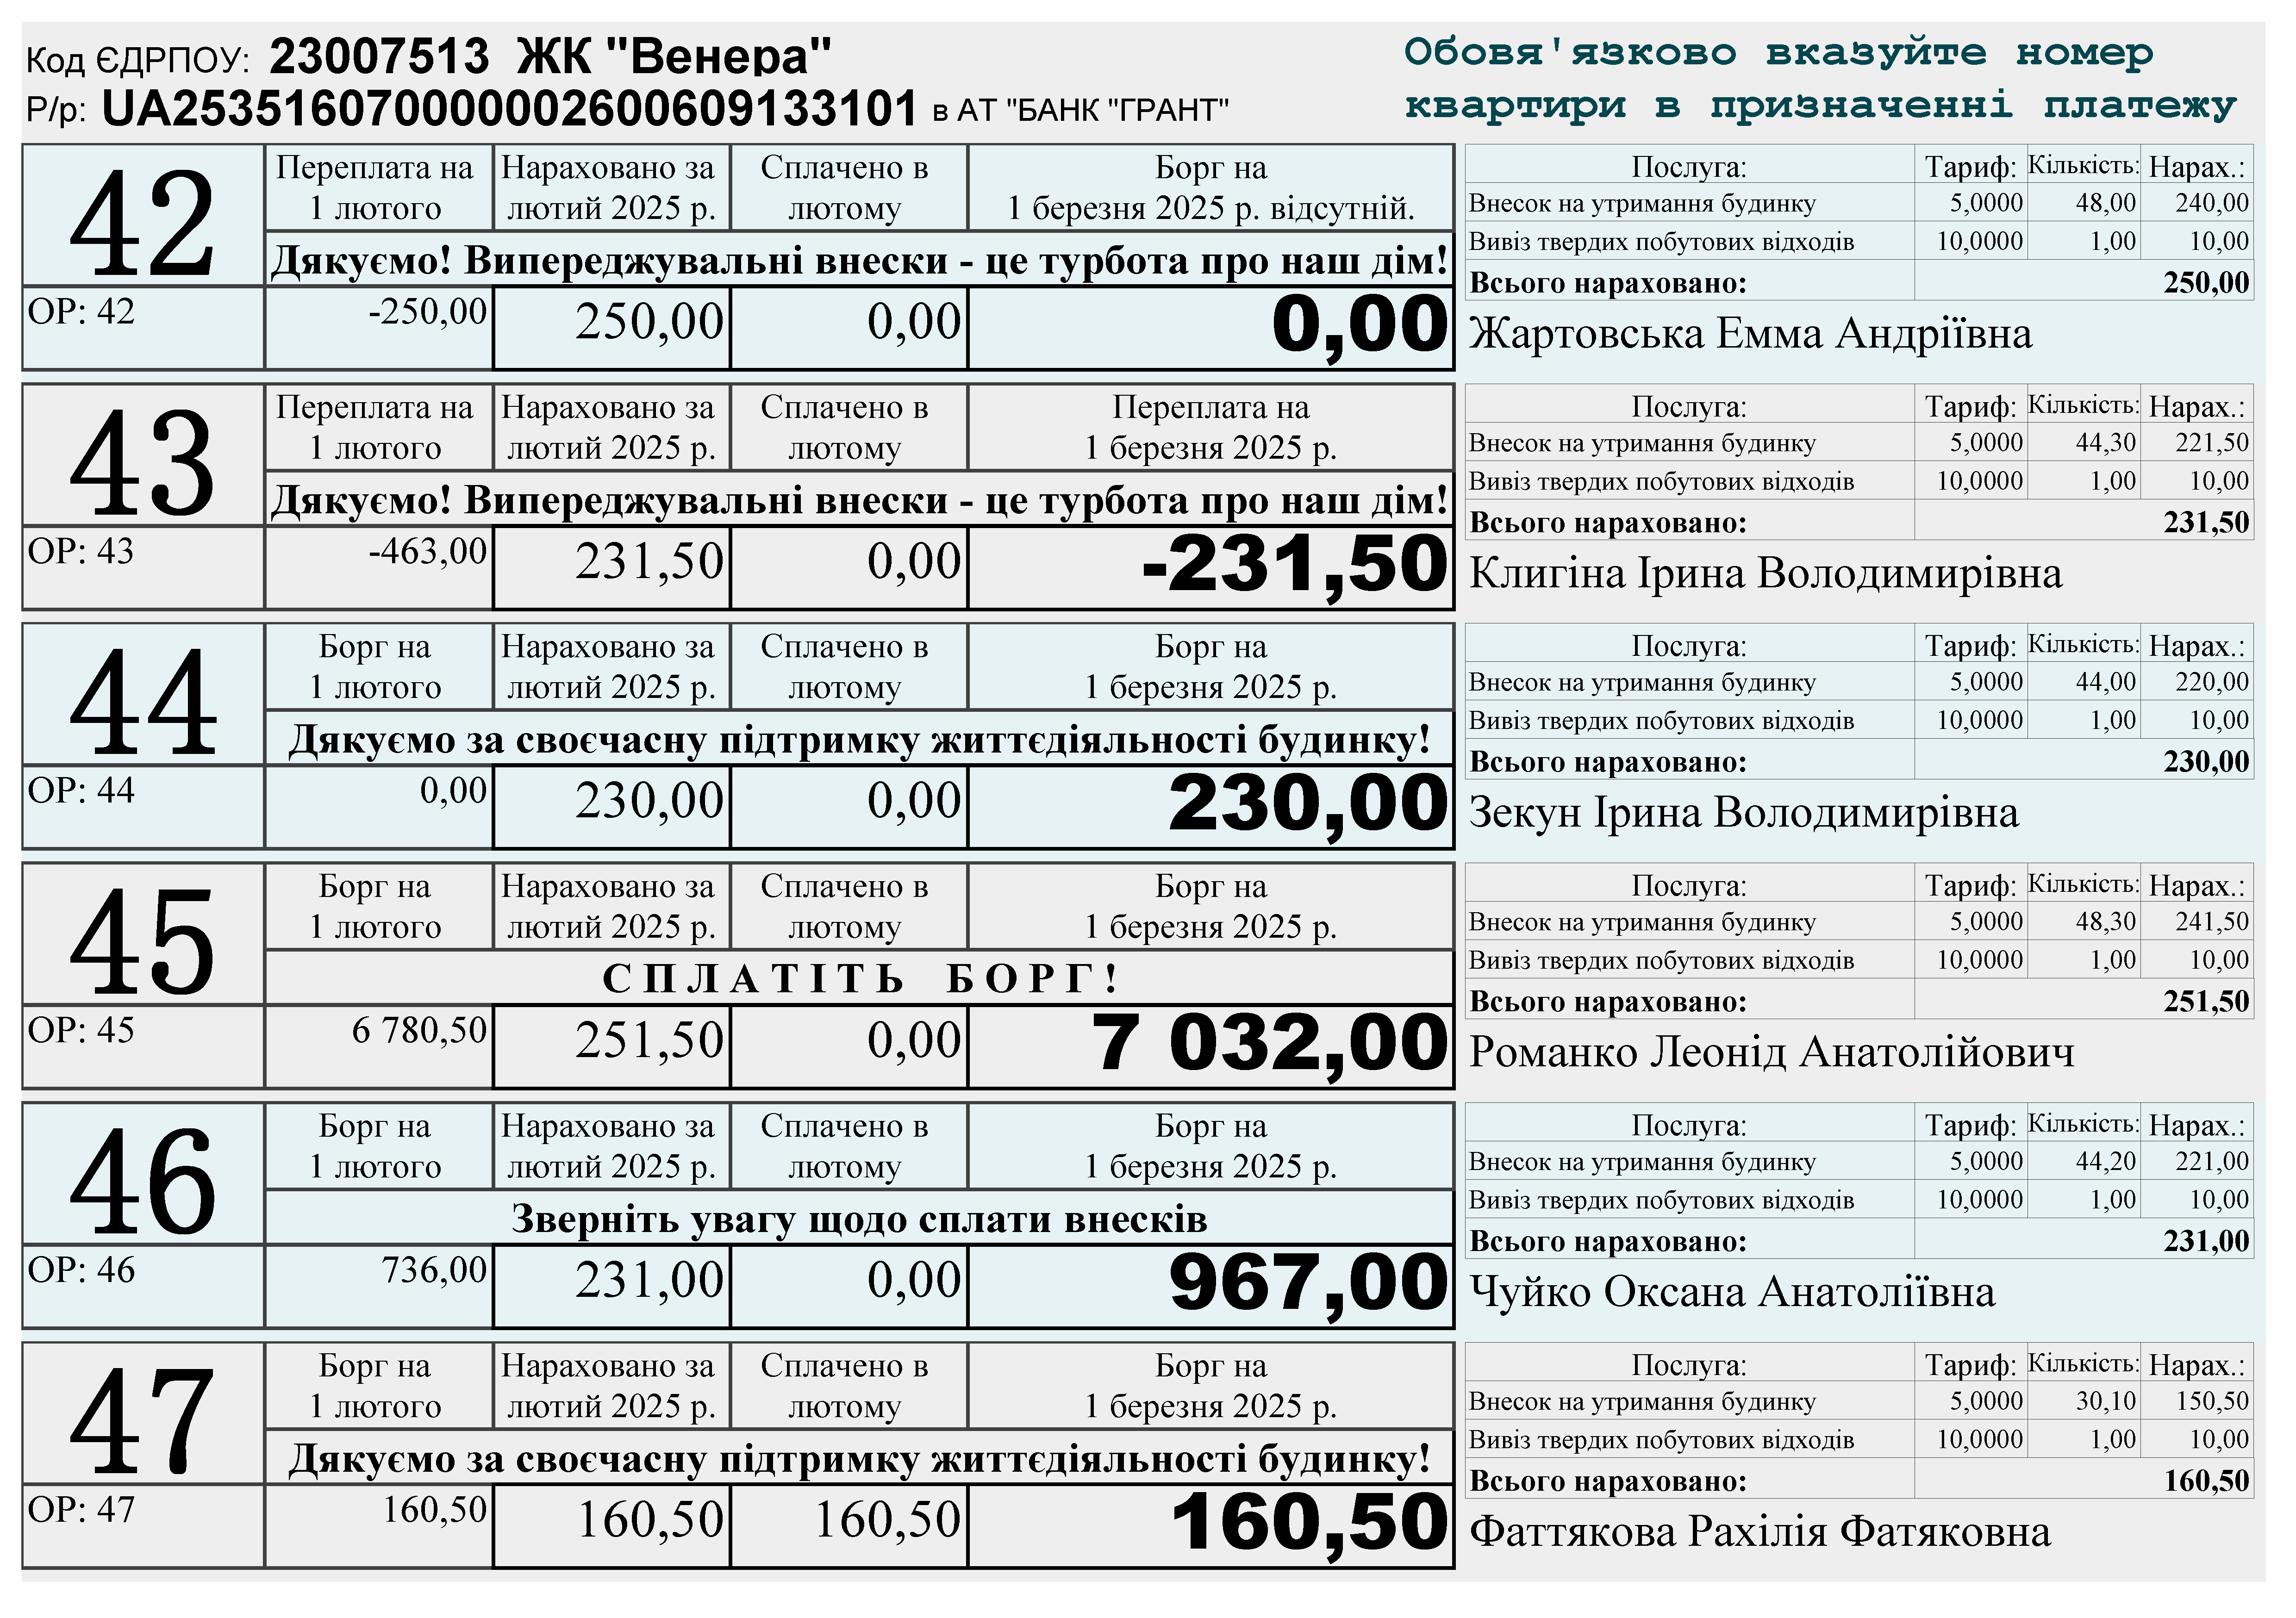 Код ЄДРПОУ: 23007513 ЖК "Венера"
Р/р: UA253516070000002600609133101 в АТ "БАНК "ГРАНТ"
Обовя'язково вказуйте номер
квартири в призначенні платежу
42
Переплата на 1 лютого
Нараховано за лютий 2025 р.
Сплачено в лютому
Борг на 1 березня 2025 р. відсутній.
Дякуємо! Випереджувальні внески - це турбота про наш дім!
ОР: 42 -250,00 250,00 0,00 0,00
Послуга: Тариф: Кількість: Нарах.:
Внесок на утримання будинку 5,0000 48,00 240,00
Вивіз твердих побутових відходів 10,0000 1,00 10,00
Всього нараховано: 250,00
Жартовська Емма Андріївна
43
Переплата на 1 лютого
Нараховано за лютий 2025 р.
Сплачено в лютому
Переплата на 1 березня 2025 р.
Дякуємо! Випереджувальні внески - це турбота про наш дім!
ОР: 43 -463,00 231,50 0,00 -231,50
Послуга: Тариф: Кількість: Нарах.:
Внесок на утримання будинку 5,0000 44,30 221,50
Вивіз твердих побутових відходів 10,0000 1,00 10,00
Всього нараховано: 231,50
Клигіна Ірина Володимирівна
44
Борг на 1 лютого
Нараховано за лютий 2025 р.
Сплачено в лютому
Борг на 1 березня 2025 р.
Дякуємо за своєчасну підтримку життєдіяльності будинку!
ОР: 44 0,00 230,00 0,00 230,00
Послуга: Тариф: Кількість: Нарах.:
Внесок на утримання будинку 5,0000 44,00 220,00
Вивіз твердих побутових відходів 10,0000 1,00 10,00
Всього нараховано: 230,00
Зекун Ірина Володимирівна
45
Борг на 1 лютого
Нараховано за лютий 2025 р.
Сплачено в лютому
Борг на 1 березня 2025 р.
С П Л А Т І Т Ь Б О Р Г !
ОР: 45 6 780,50 251,50 0,00 7 032,00
Послуга: Тариф: Кількість: Нарах.:
Внесок на утримання будинку 5,0000 48,30 241,50
Вивіз твердих побутових відходів 10,0000 1,00 10,00
Всього нараховано: 251,50
Романко Леонід Анатолійович
46
Борг на 1 лютого
Нараховано за лютий 2025 р.
Сплачено в лютому
Борг на 1 березня 2025 р.
Зверніть увагу щодо сплати внесків
ОР: 46 736,00 231,00 0,00 967,00
Послуга: Тариф: Кількість: Нарах.:
Внесок на утримання будинку 5,0000 44,20 221,00
Вивіз твердих побутових відходів 10,0000 1,00 10,00
Всього нараховано: 231,00
Чуйко Оксана Анатоліївна
47
Борг на 1 лютого
Нараховано за лютий 2025 р.
Сплачено в лютому
Борг на 1 березня 2025 р.
Дякуємо за своєчасну підтримку життєдіяльності будинку!
ОР: 47 160,50 160,50 160,50 160,50
Послуга: Тариф: Кількість: Нарах.:
Внесок на утримання будинку 5,0000 30,10 150,50
Вивіз твердих побутових відходів 10,0000 1,00 10,00
Всього нараховано: 160,50
Фаттякова Рахілія Фатяковна